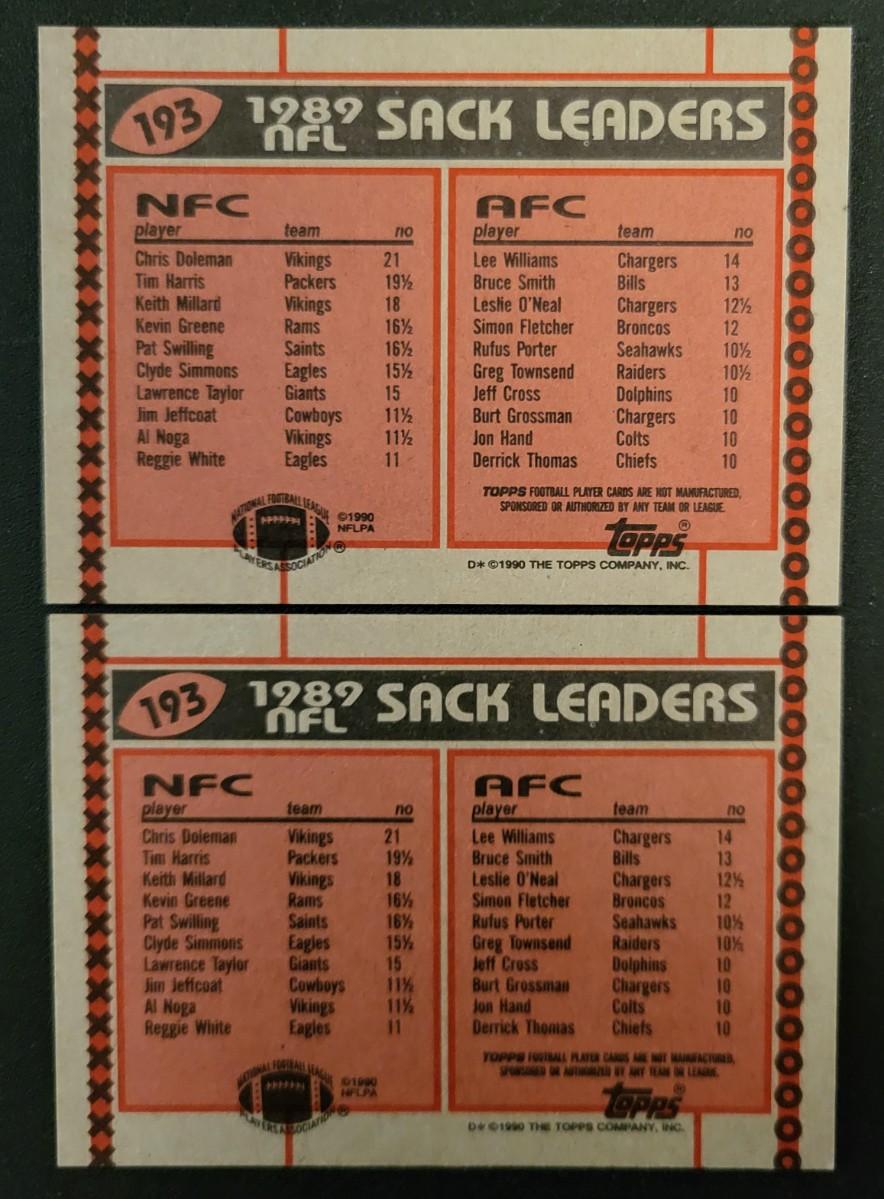 193 1989 NFL SACK LEADERS
NFC
player team no
Chris Doleman Vikings 21
Tim Harris Packers 19½
Keith Millard Vikings 18
Kevin Greene Rams 16½
Pat Swilling Saints 16½
Clyde Simmons Eagles 15½
Lawrence Taylor Giants 15
Jim Jeffcoat Cowboys 11½
Al Noga Vikings 11½
Reggie White Eagles 11
NATIONAL FOOTBALL LEAGUE
PLAYERS ASSOCIATION ®
©1990
NFLPA
AFC
player team no
Lee Williams Chargers 14
Bruce Smith Bills 13
Leslie O'Neal Chargers 12½
Simon Fletcher Broncos 12
Rufus Porter Seahawks 10½
Greg Townsend Raiders 10½
Jeff Cross Dolphins 10
Burt Grossman Chargers 10
Jon Hand Colts 10
Derrick Thomas Chiefs 10
TOPPS FOOTBALL PLAYER CARDS ARE NOT MANUFACTURED,
SPONSORED OR AUTHORIZED BY ANY TEAM OR LEAGUE.
Topps®
D* ©1990 THE TOPPS COMPANY, INC.
193 1989 NFL SACK LEADERS
NFC
player team no
Chris Doleman Vikings 21
Tim Harris Packers 19½
Keith Millard Vikings 18
Kevin Greene Rams 16½
Pat Swilling Saints 16½
Clyde Simmons Eagles 15½
Lawrence Taylor Giants 15
Jim Jeffcoat Cowboys 11½
Al Noga Vikings 11½
Reggie White Eagles 11
NATIONAL FOOTBALL LEAGUE
PLAYERS ASSOCIATION ®
©1990
NFLPA
AFC
player team no
Lee Williams Chargers 14
Bruce Smith Bills 13
Leslie O'Neal Chargers 12½
Simon Fletcher Broncos 12
Rufus Porter Seahawks 10½
Greg Townsend Raiders 10½
Jeff Cross Dolphins 10
Burt Grossman Chargers 10
Jon Hand Colts 10
Derrick Thomas Chiefs 10
TOPPS FOOTBALL PLAYER CARDS ARE NOT MANUFACTURED,
SPONSORED OR AUTHORIZED BY ANY TEAM OR LEAGUE.
Topps®
D* ©1990 THE TOPPS COMPANY, INC.